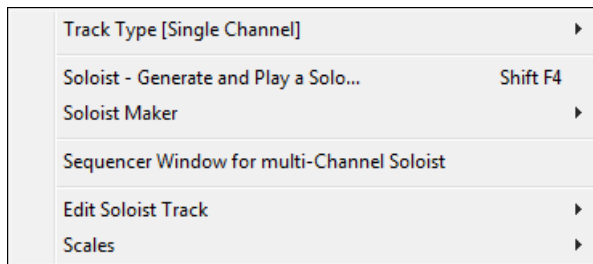 Track Type [Single Channel]
Soloist - Generate and Play a Solo... Shift F4
Soloist Maker
Sequencer Window for multi-Channel Soloist
Edit Soloist Track
Scales